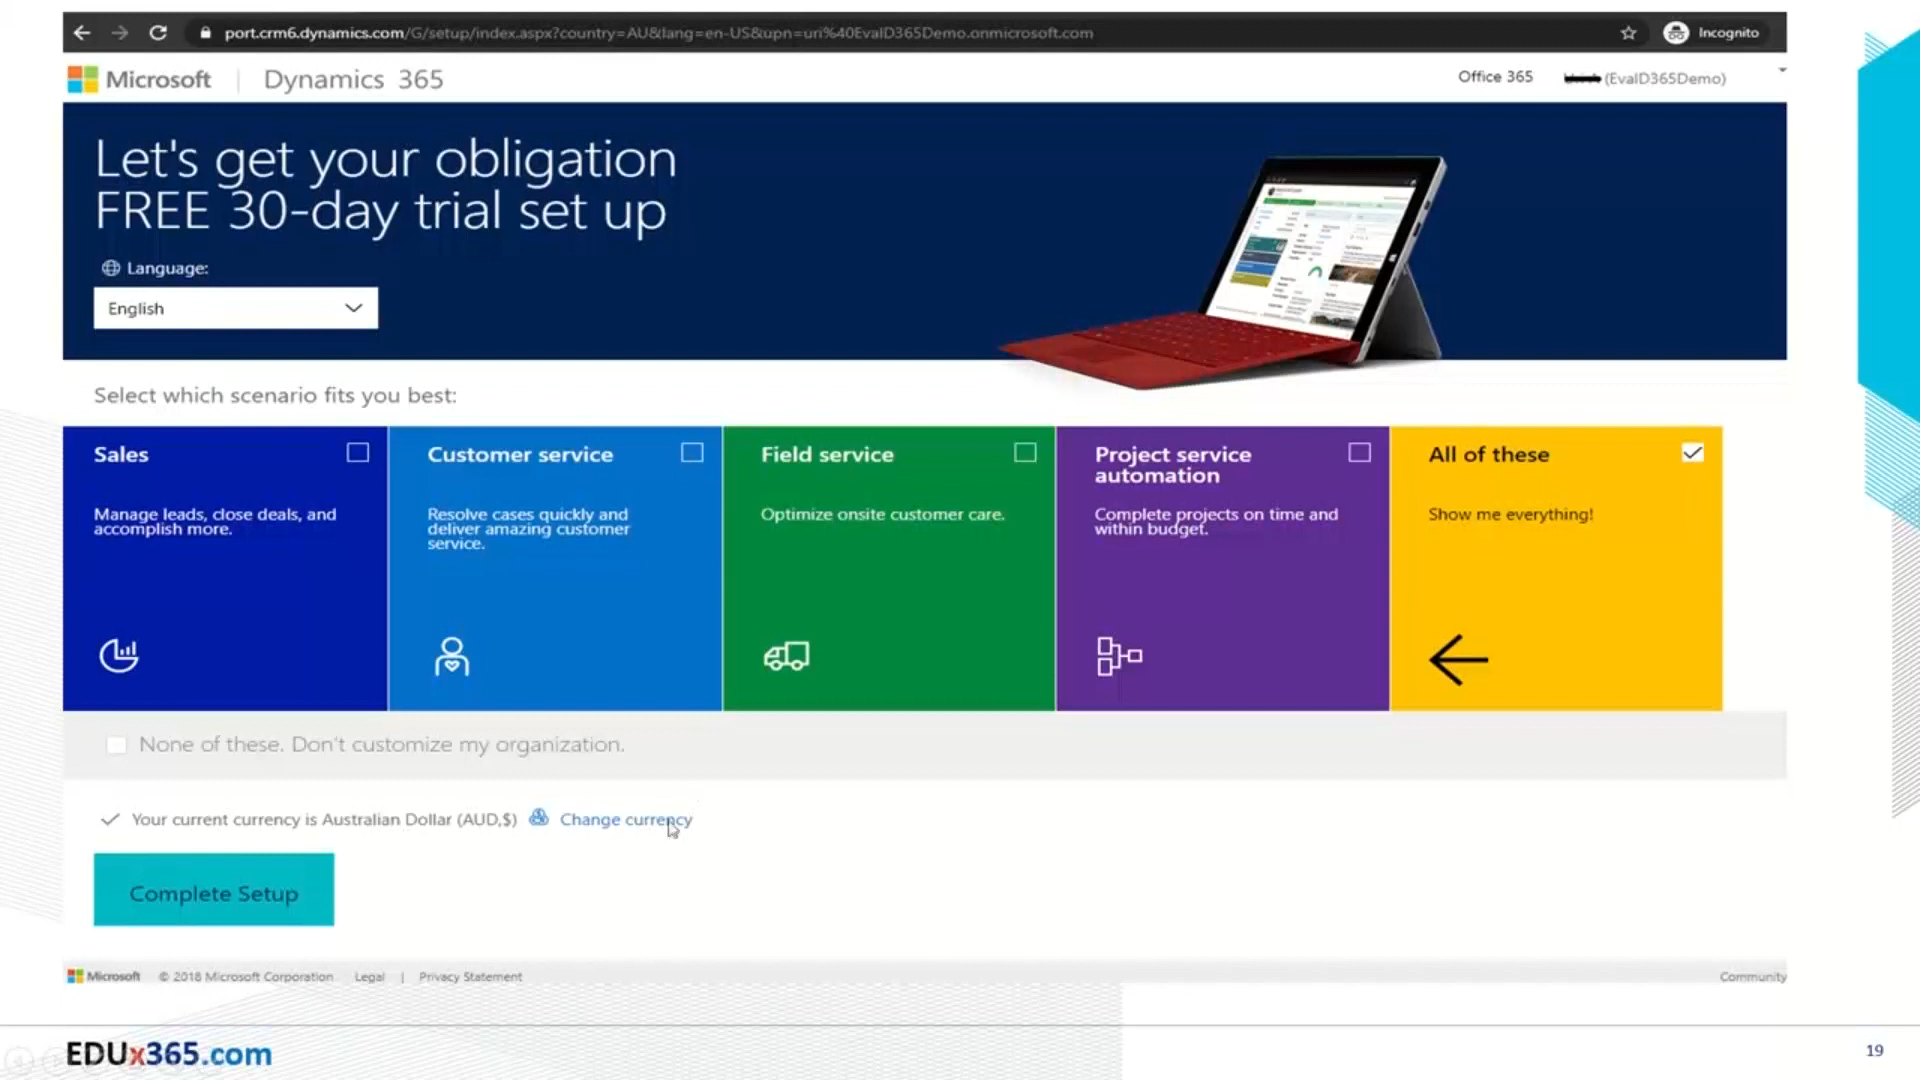 port.crm6.dynamics.com/G/setup/index.aspx?country=AU&lang=en-US&upn=uri%40EvalD365Demo.onmicrosoft.com
Incognito
Microsoft | Dynamics 365
Office 365
(EvalD365Demo)
Let's get your obligation
FREE 30-day trial set up
Language:
English
Select which scenario fits you best:
Sales
Manage leads, close deals, and
accomplish more.
Customer service
Resolve cases quickly and
deliver amazing customer
service.
Field service
Optimize onsite customer care.
Project service
automation
Complete projects on time and
within budget.
All of these
Show me everything!
None of these. Don't customize my organization.
Your current currency is Australian Dollar (AUD,$)
Change currency
Complete Setup
Microsoft © 2018 Microsoft Corporation Legal | Privacy Statement
Community
EDUx365.com
19